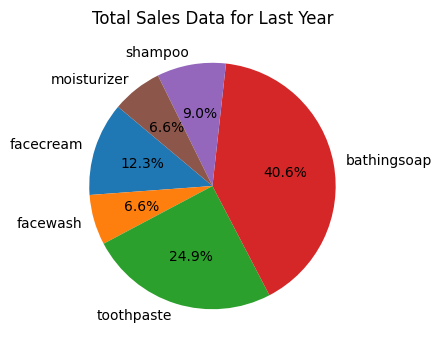 Total Sales Data for Last Year
shampoo
moisturizer
9.0%
6.6%
facecream
12.3%
bathingsoap
40.6%
6.6%
facewash
24.9%
toothpaste